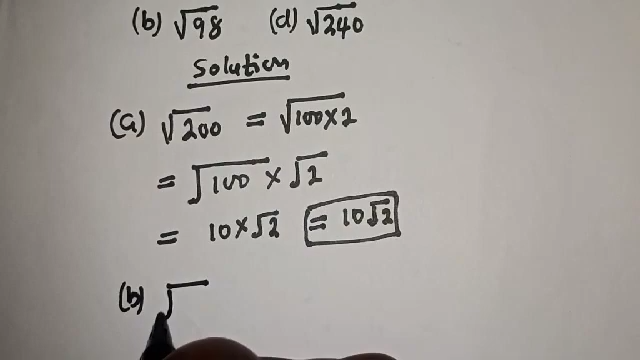 (b) √98 (d) √240
Solution
(a) √200 = √100×2
= √100 × √2
= 10×√2 = 10√2
(b) √